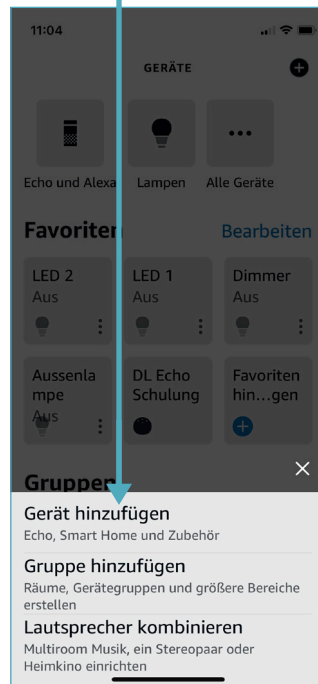 11:04
GERÄTE
Echo und Alexa Lampen Alle Geräte
Favoriten Bearbeiten
LED 2 LED 1 Dimmer
Aus Aus Aus
Aussenla DL Echo Favoriten
mpe Schulung hin...gen
Aus
Gruppen
Gerät hinzufügen
Echo, Smart Home und Zubehör
Gruppe hinzufügen
Räume, Gerätegruppen und größere Bereiche
erstellen
Lautsprecher kombinieren
Multiroom Musik, ein Stereopaar oder
Heimkino einrichten